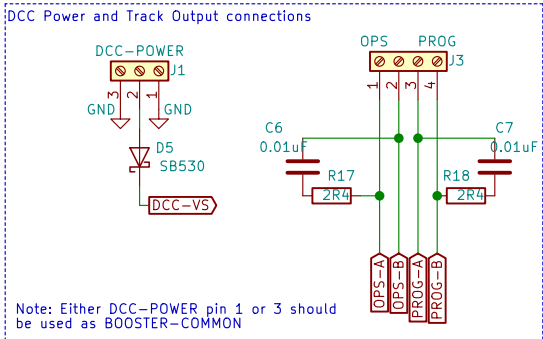 DCC Power and Track Output connections
DCC-POWER
J1
3 2 1
GND GND
D5
SB530
DCC-VS
OPS PROG
J3
1 2 3 4
C6
0.01uF
C7
0.01uF
R17
2R4
R18
2R4
OPS-A
OPS-B
PROG-A
PROG-B
Note: Either DCC-POWER pin 1 or 3 should
be used as BOOSTER-COMMON